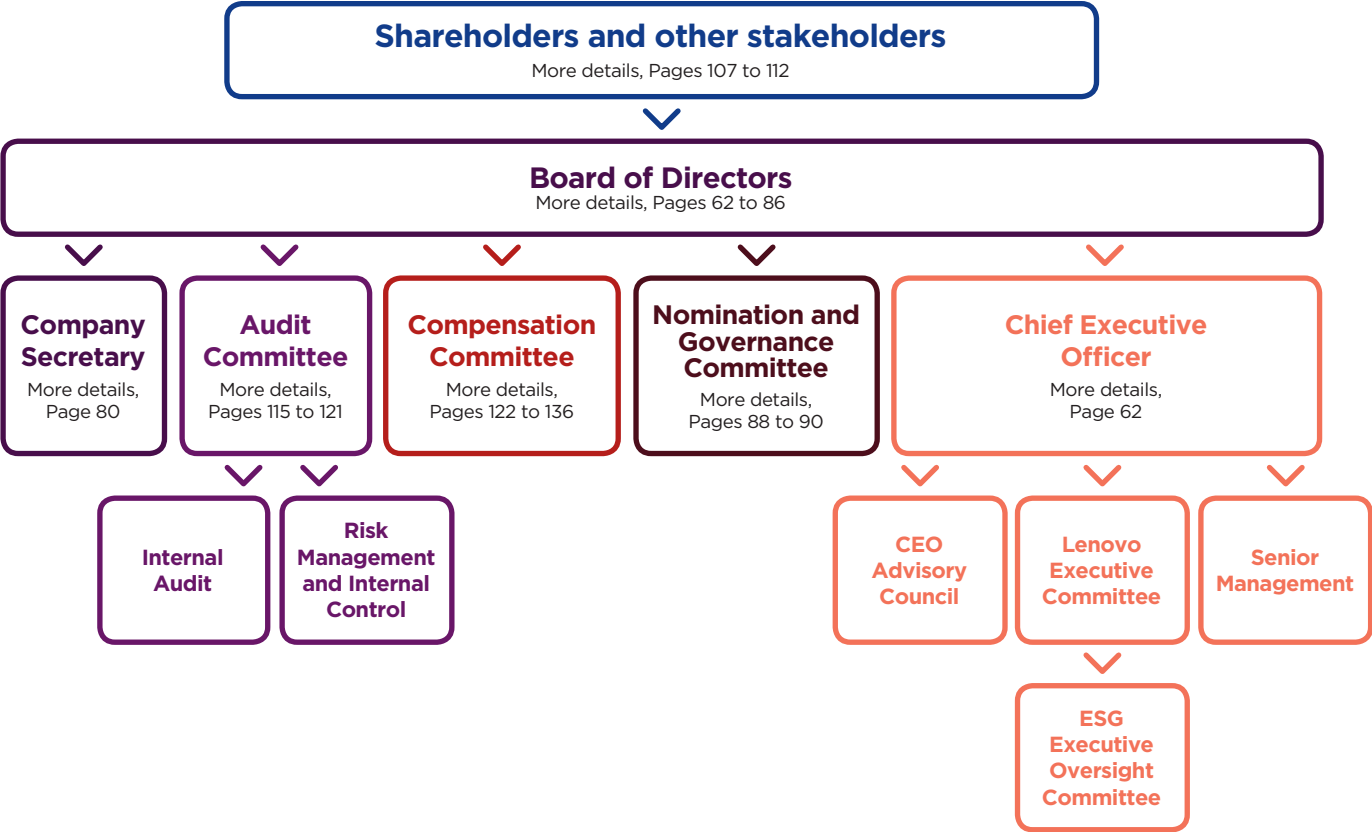 Shareholders and other stakeholders
More details, Pages 107 to 112
Board of Directors
More details, Pages 62 to 86
Company
Secretary
More details,
Page 80
Audit
Committee
More details,
Pages 115 to 121
Compensation
Committee
More details,
Pages 122 to 136
Nomination and
Governance
Committee
More details,
Pages 88 to 90
Chief Executive
Officer
More details,
Page 62
Internal
Audit
Risk
Management
and Internal
Control
CEO
Advisory
Council
Lenovo
Executive
Committee
Senior
Management
ESG
Executive
Oversight
Committee